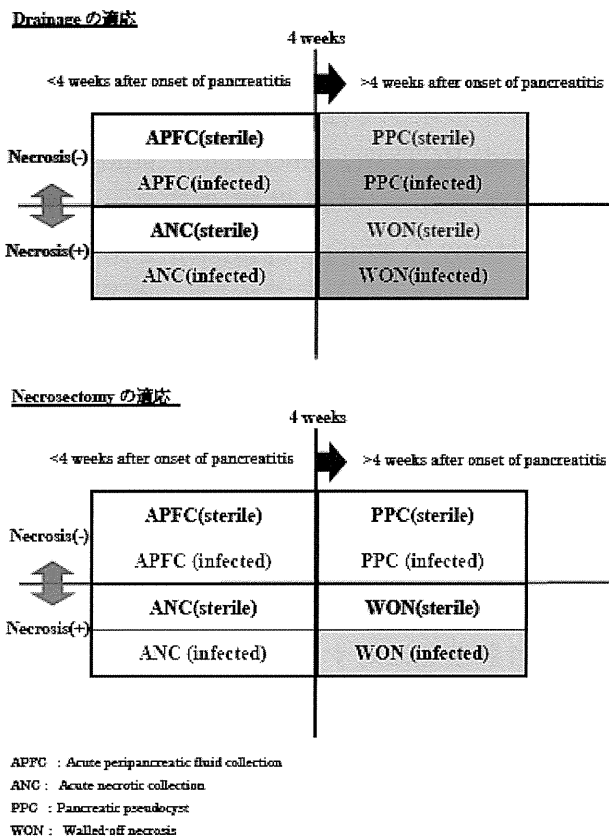 Drainage の適応
4 weeks
<4 weeks after onset of pancreatitis >4 weeks after onset of pancreatitis
APFC(sterile) PPC(sterile)
Necrosis(-)
APFC(infected) PPC(infected)
ANC(sterile) WON(sterile)
Necrosis(+)
ANC(infected) WON(infected)
Necrosectomy の適応
4 weeks
<4 weeks after onset of pancreatitis >4 weeks after onset of pancreatitis
APFC(sterile) PPC(sterile)
Necrosis(-)
APFC (infected) PPC (infected)
ANC(sterile) WON(sterile)
Necrosis(+)
ANC (infected) WON (infected)
APFC : Acute peripancreatic fluid collection
ANC : Acute necrotic collection
PPC : Pancreatic pseudocyst
WON : Walled-off necrosis